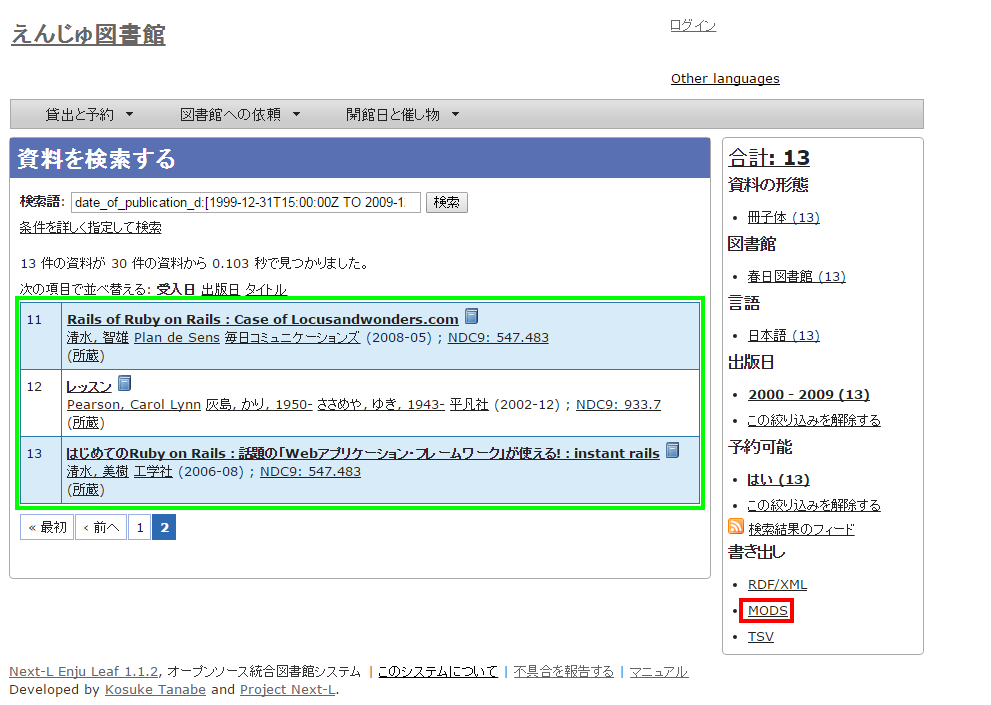 えんじゅ図書館
ログイン
Other languages
貸出と予約 ▼ 図書館への依頼 ▼ 開館日と催し物 ▼
資料を検索する
検索語: date_of_publication_d:[1999-12-31T15:00:00Z TO 2009-1. 検索
条件を詳しく指定して検索
13 件の資料が 30 件の資料から 0.103 秒で見つかりました。
次の項目で並べ替える: 受入日 出版日 タイトル
11 Rails of Ruby on Rails : Case of Locusandwonders.com
清水, 智雄 Plan de Sens 毎日コミュニケーションズ (2008-05) ; NDC9: 547.483
(所蔵)
12 レッスン
Pearson, Carol Lynn 灰島, かり, 1950- ささめや, ゆき, 1943- 平凡社 (2002-12) ; NDC9: 933.7
(所蔵)
13 はじめてのRuby on Rails : 話題の「Webアプリケーション・フレームワーク」が使える! : instant rails
清水, 美樹 工学社 (2006-08) ; NDC9: 547.483
(所蔵)
« 最初 ‹ 前へ 1 2
合計: 13
資料の形態
• 冊子体 (13)
図書館
• 春日図書館 (13)
言語
• 日本語 (13)
出版日
• 2000 - 2009 (13)
• この絞り込みを解除する
予約可能
• はい (13)
• この絞り込みを解除する
検索結果のフィード
書き出し
• RDF/XML
• MODS
• TSV
Next-L Enju Leaf 1.1.2, オープンソース統合図書館システム | このシステムについて | 不具合を報告する | マニュアル
Developed by Kosuke Tanabe and Project Next-L.